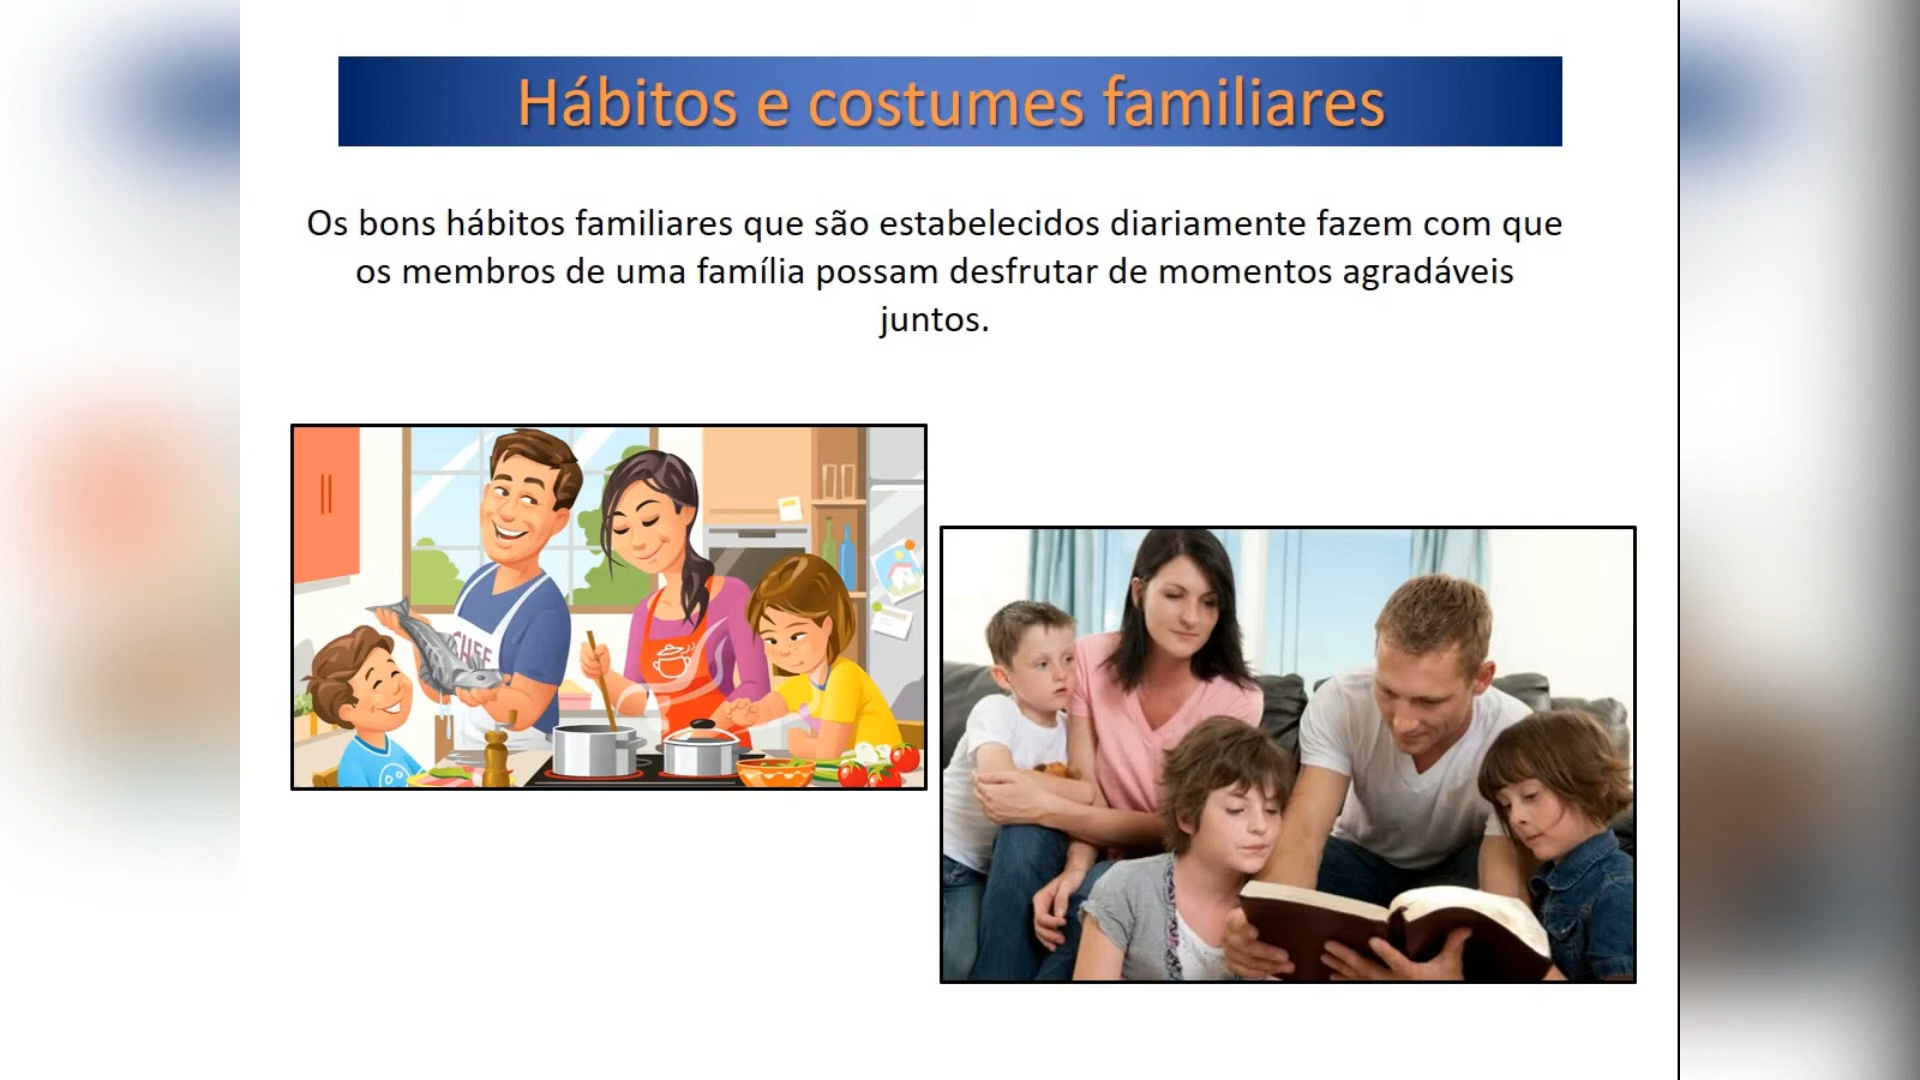 Hábitos e costumes familiares
Os bons hábitos familiares que são estabelecidos diariamente fazem com que
os membros de uma família possam desfrutar de momentos agradáveis
juntos.
CHEF